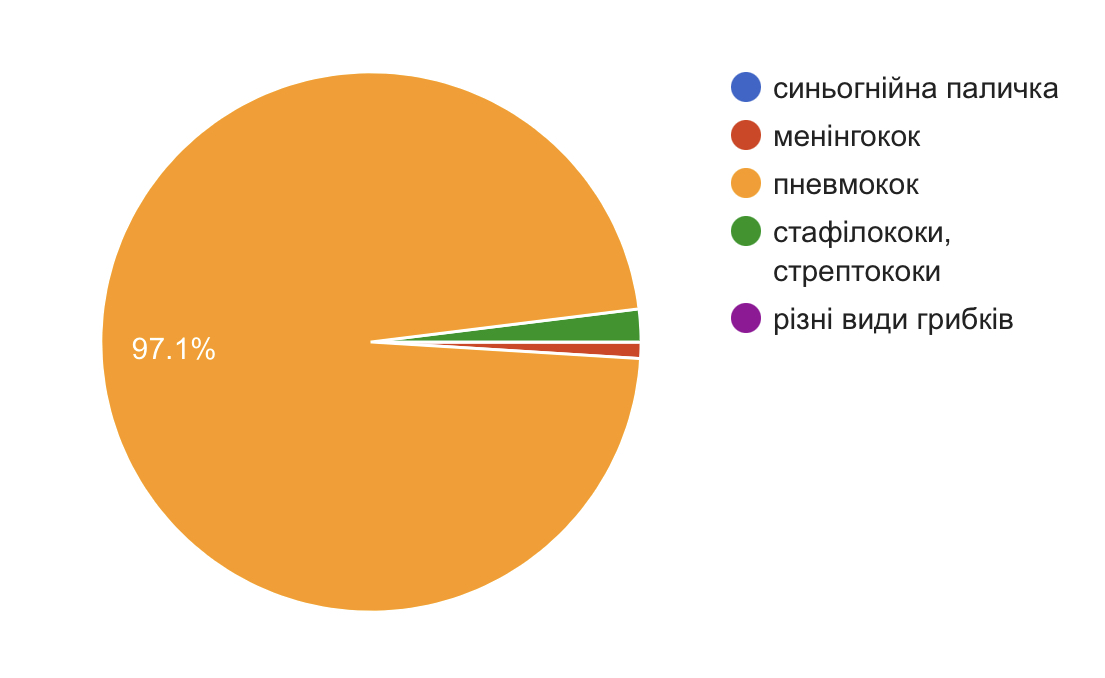 синьогнійна паличка
менінгокок
пневмокок
стафілококи,
стрептококи
різні види грибків
97.1%